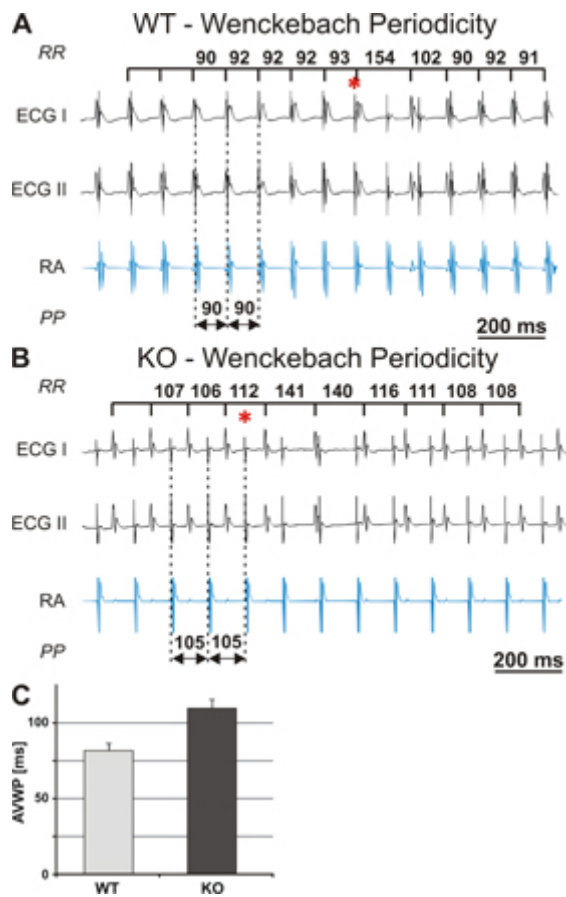 A WT - Wenckebach Periodicity
RR 90 92 92 92 93 154 102 90 92 91
*
ECG I
ECG II
RA
90 90
PP
200 ms
B KO - Wenckebach Periodicity
RR 107 106 112 141 140 116 111 108 108
*
ECG I
ECG II
RA
105 105
PP
200 ms
C
AVWP [ms]
100
50
0
WT KO